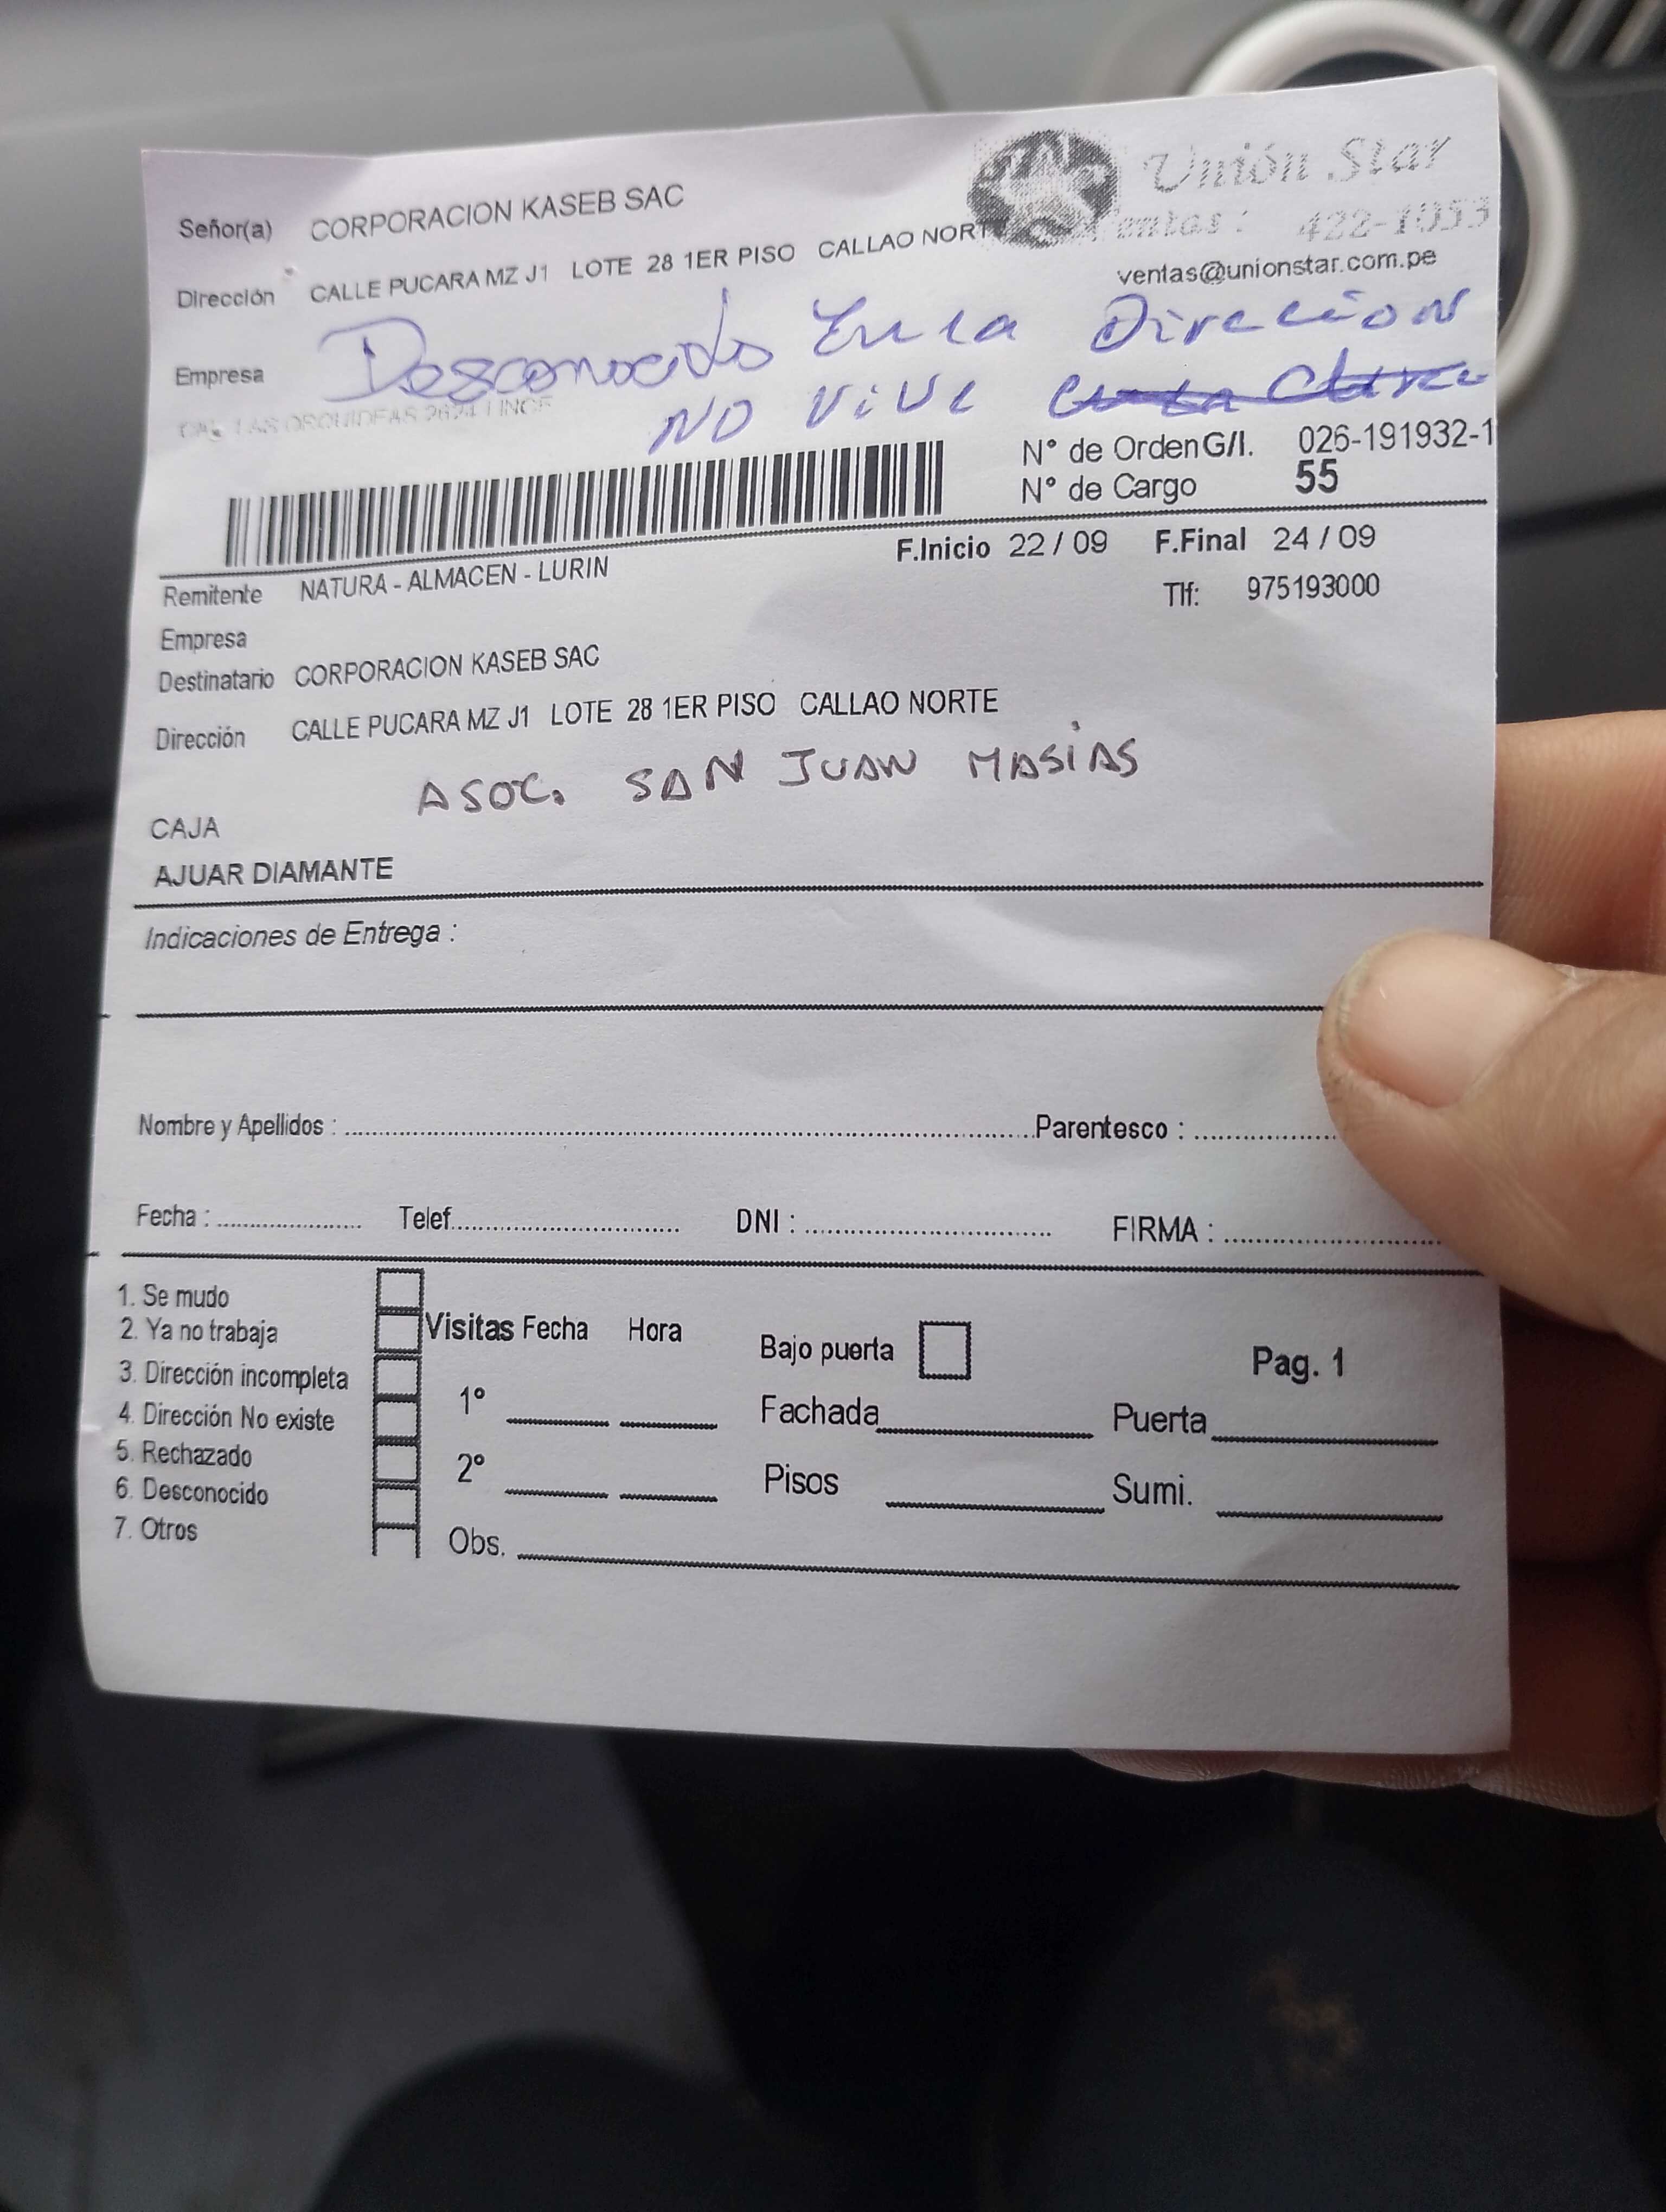 Unión Star
Señor(a) CORPORACION KASEB SAC
Ventas: 422-1053
Dirección CALLE PUCARA MZ J1 LOTE 28 1ER PISO CALLAO NORT
ventas@unionstar.com.pe
Desconocido En la Direccion
Empresa
NO ViVe
CAL LAS ORQUIDEAS 2624 LINCE
N° de Orden G/I. 026-191932-1
N° de Cargo 55
F.Inicio 22 / 09 F.Final 24 / 09
Remitente NATURA - ALMACEN - LURIN
Tlf: 975193000
Empresa
Destinatario CORPORACION KASEB SAC
Dirección CALLE PUCARA MZ J1 LOTE 28 1ER PISO CALLAO NORTE
ASOC. SAN JUAN MASiAS
CAJA
AJUAR DIAMANTE
Indicaciones de Entrega :
Nombre y Apellidos : Parentesco :
Fecha : Telef. DNI : FIRMA :
1. Se mudo
2. Ya no trabaja
3. Dirección incompleta
4. Dirección No existe
5. Rechazado
6. Desconocido
7. Otros
Visitas Fecha Hora
1°
2°
Obs.
Bajo puerta
Fachada
Pisos
Pag. 1
Puerta
Sumi.